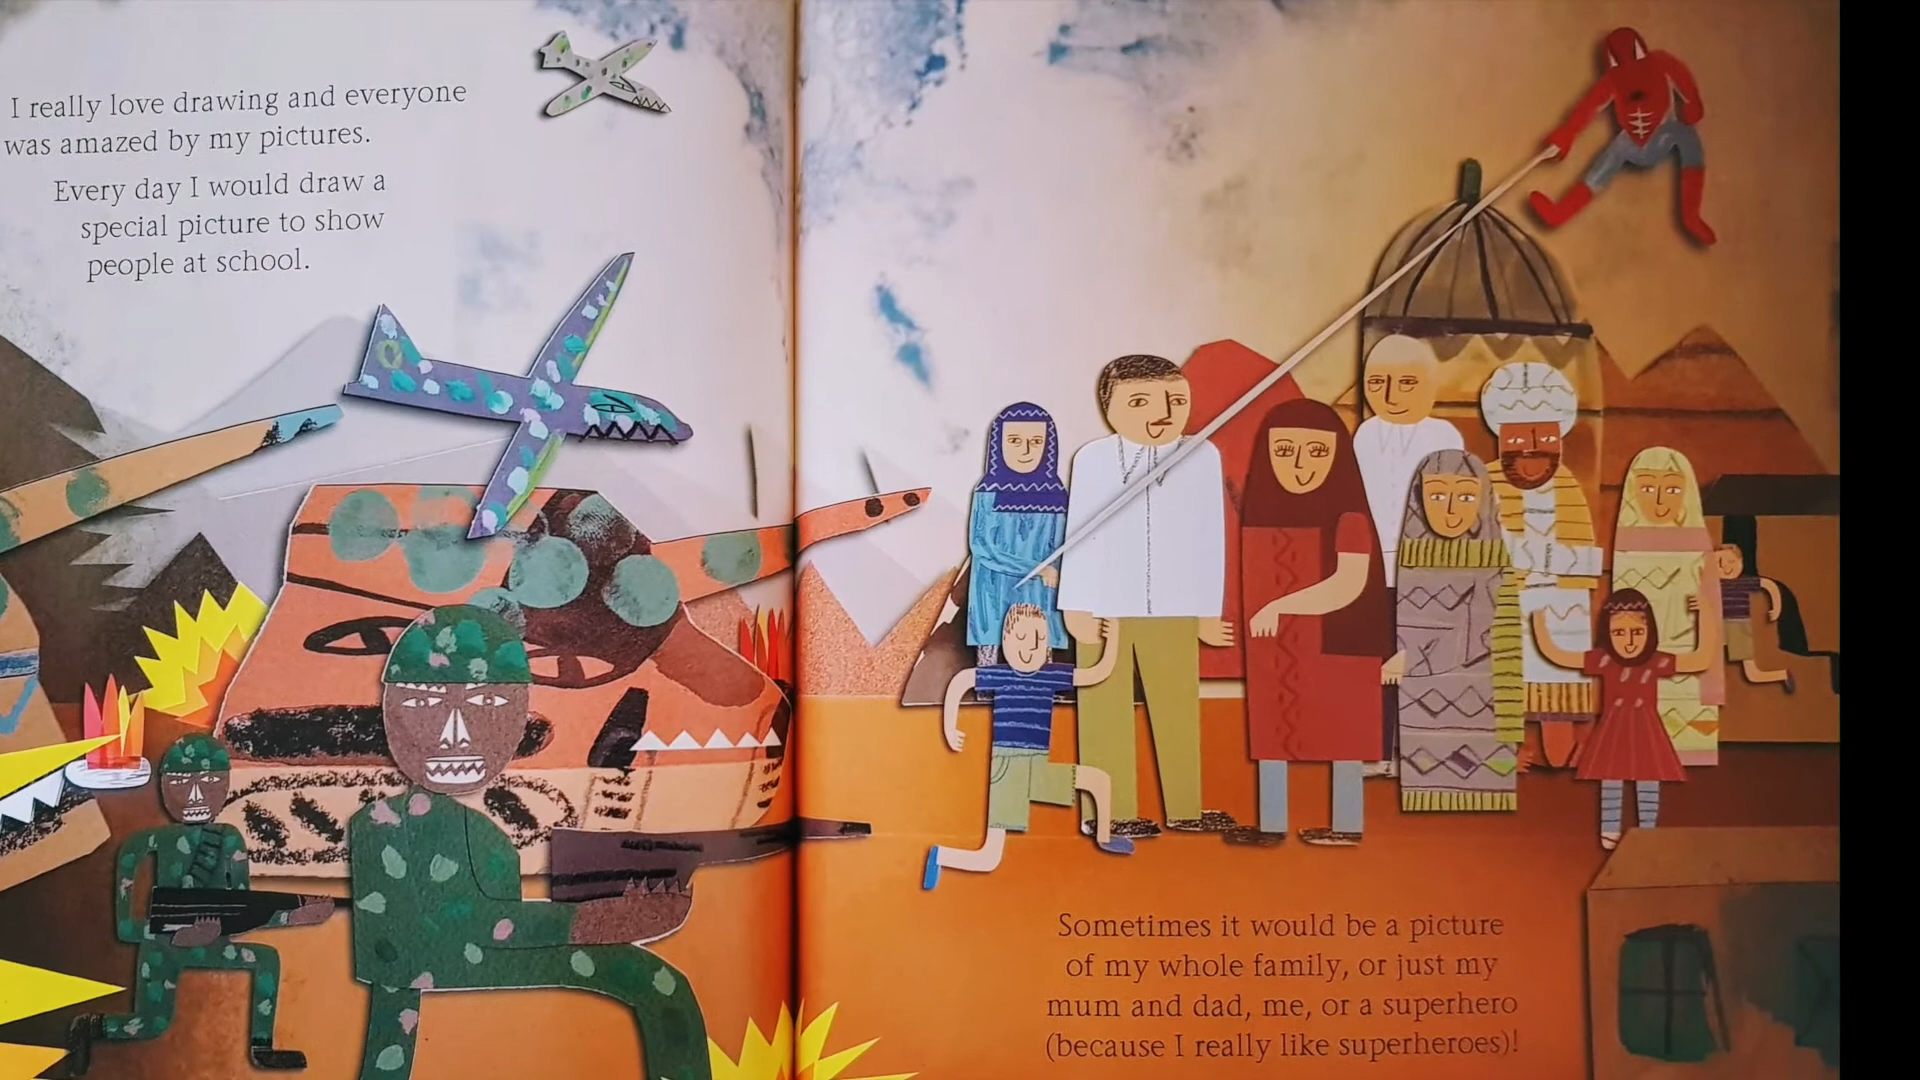 I really love drawing and everyone
was amazed by my pictures.
Every day I would draw a
special picture to show
people at school.
Sometimes it would be a picture
of my whole family, or just my
mum and dad, me, or a superhero
(because I really like superheroes)!